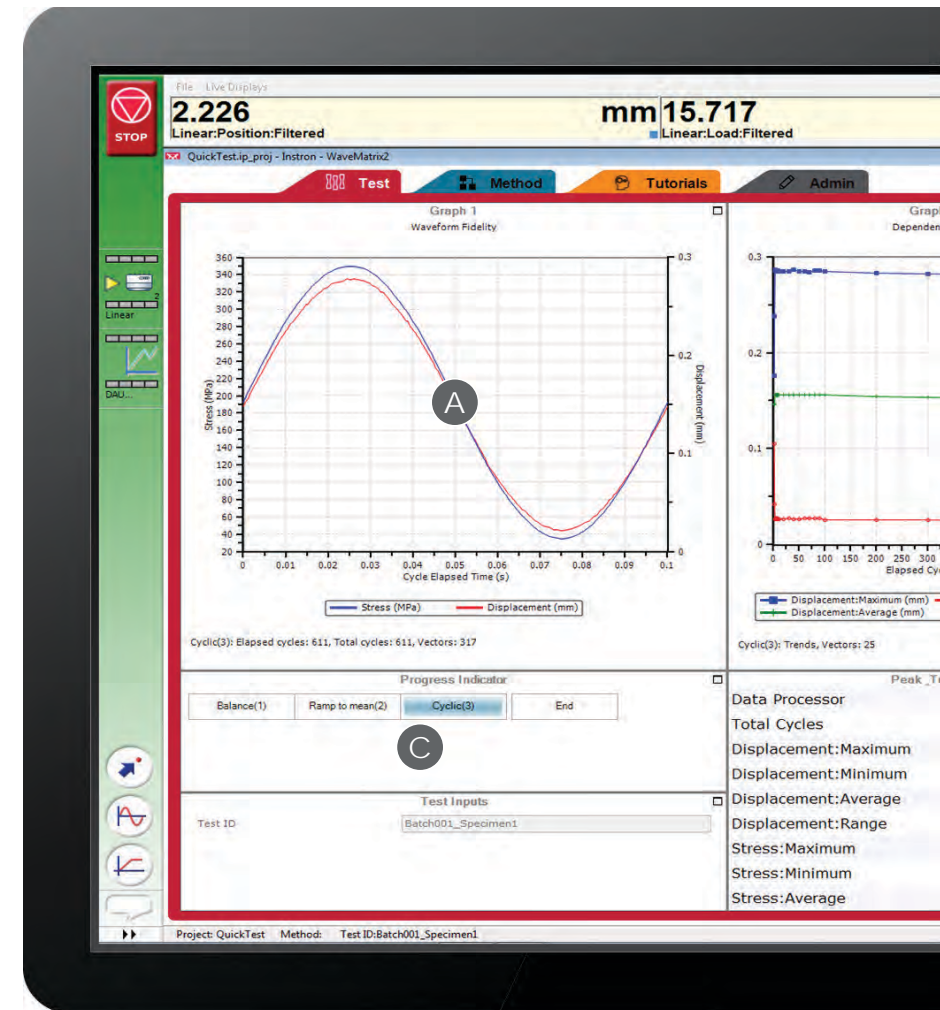 File Live Displays
STOP
2.226 mm 15.717
Linear:Position:Filtered Linear:Load:Filtered
QuickTest.ip_proj - Instron - WaveMatrix2
Test Method Tutorials Admin
2
Linear
DAU...
Graph 1
Waveform Fidelity
Stress (MPa)
360
340
320
300
280
260
240
220
200
180
160
140
120
100
80
60
40
20
0.3
0.2
0.1
0
Displacement (mm)
A
0 0.01 0.02 0.03 0.04 0.05 0.06 0.07 0.08 0.09 0.1
Cycle Elapsed Time (s)
Stress (MPa) Displacement (mm)
Cyclic(3): Elapsed cycles: 611, Total cycles: 611, Vectors: 317
0.3
0.2
0.1
0
0 50 100 150 200 250 300
Elapsed
Displacement:Maximum (mm)
Displacement:Average (mm)
Cyclic(3): Trends, Vectors: 25
Progress Indicator
Balance(1) Ramp to mean(2) Cyclic(3) End
C
Test Inputs
Test ID Batch001_Specimen1
Data Processor
Total Cycles
Displacement:Maximum
Displacement:Minimum
Displacement:Average
Displacement:Range
Stress:Maximum
Stress:Minimum
Stress:Average
Project: QuickTest Method: Test ID:Batch001_Specimen1